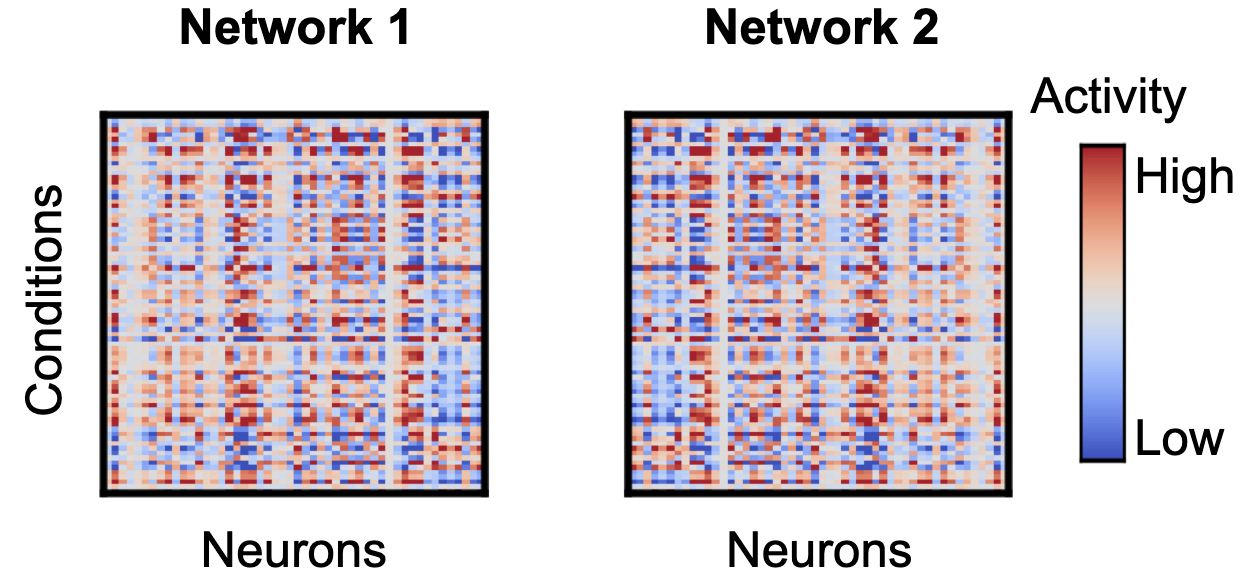 Network 1
Network 2
Activity
High
Low
Conditions
Neurons
Neurons